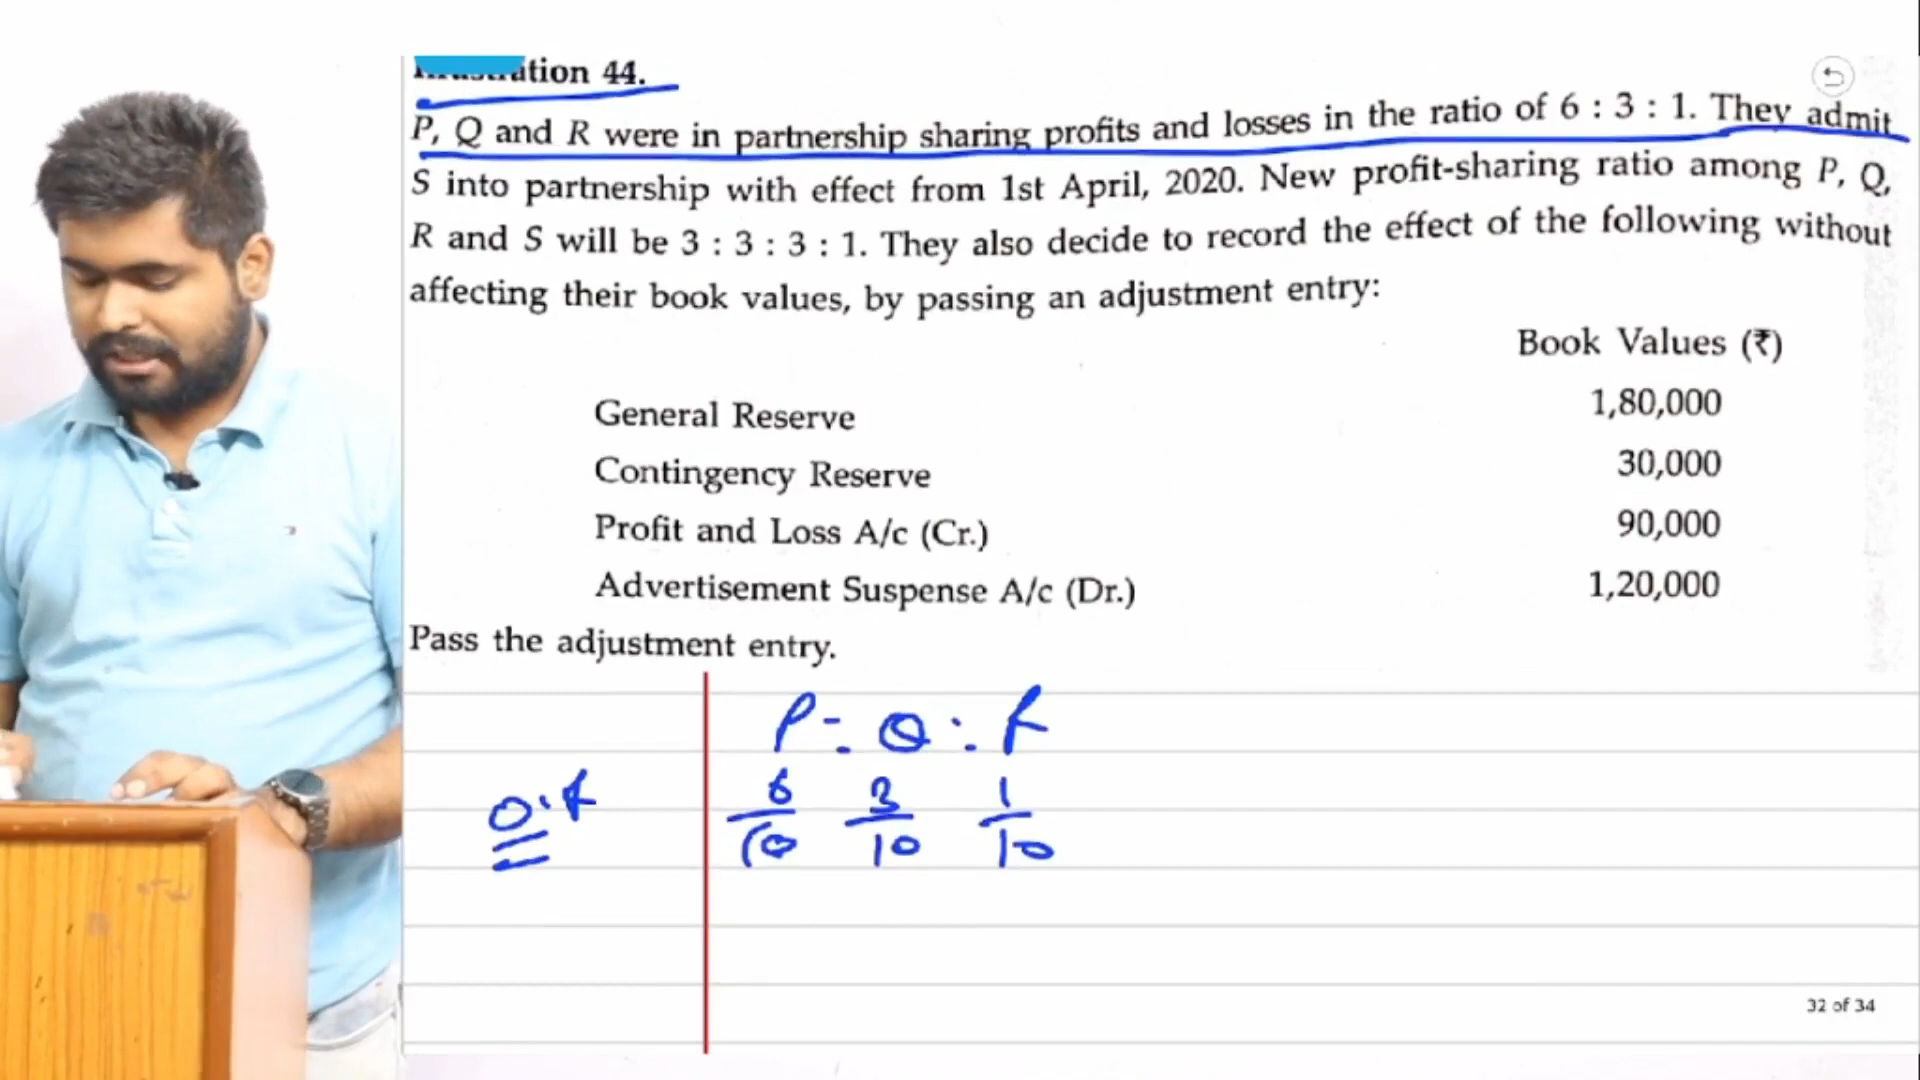 ation 44.
P, Q and R were in partnership sharing profits and losses in the ratio of 6 : 3 : 1. They admit
S into partnership with effect from 1st April, 2020. New profit-sharing ratio among P, Q,
R and S will be 3 : 3 : 3 : 1. They also decide to record the effect of the following without
affecting their book values, by passing an adjustment entry:
Book Values (₹)
General Reserve 1,80,000
Contingency Reserve 30,000
Profit and Loss A/c (Cr.) 90,000
Advertisement Suspense A/c (Dr.) 1,20,000
Pass the adjustment entry.
P : Q : R
O.R 6/10 3/10 1/10
32 of 34